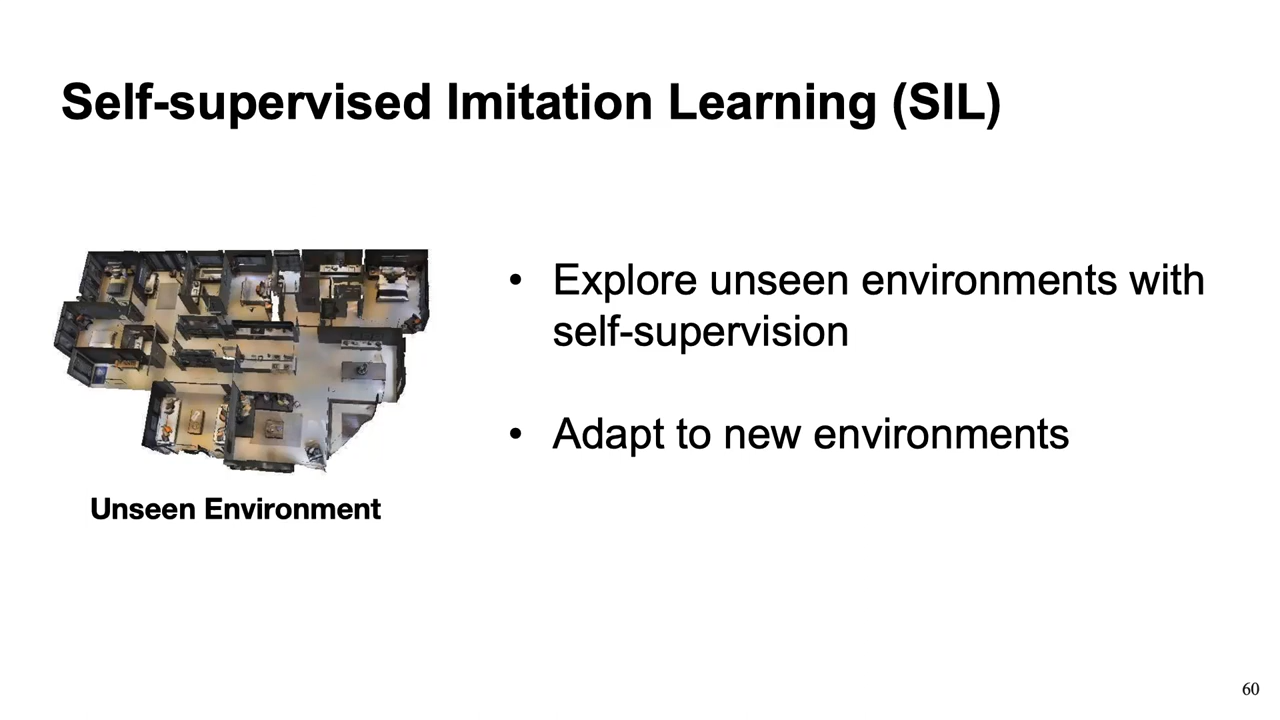 Self-supervised Imitation Learning (SIL)
• Explore unseen environments with
self-supervision
• Adapt to new environments
Unseen Environment
60